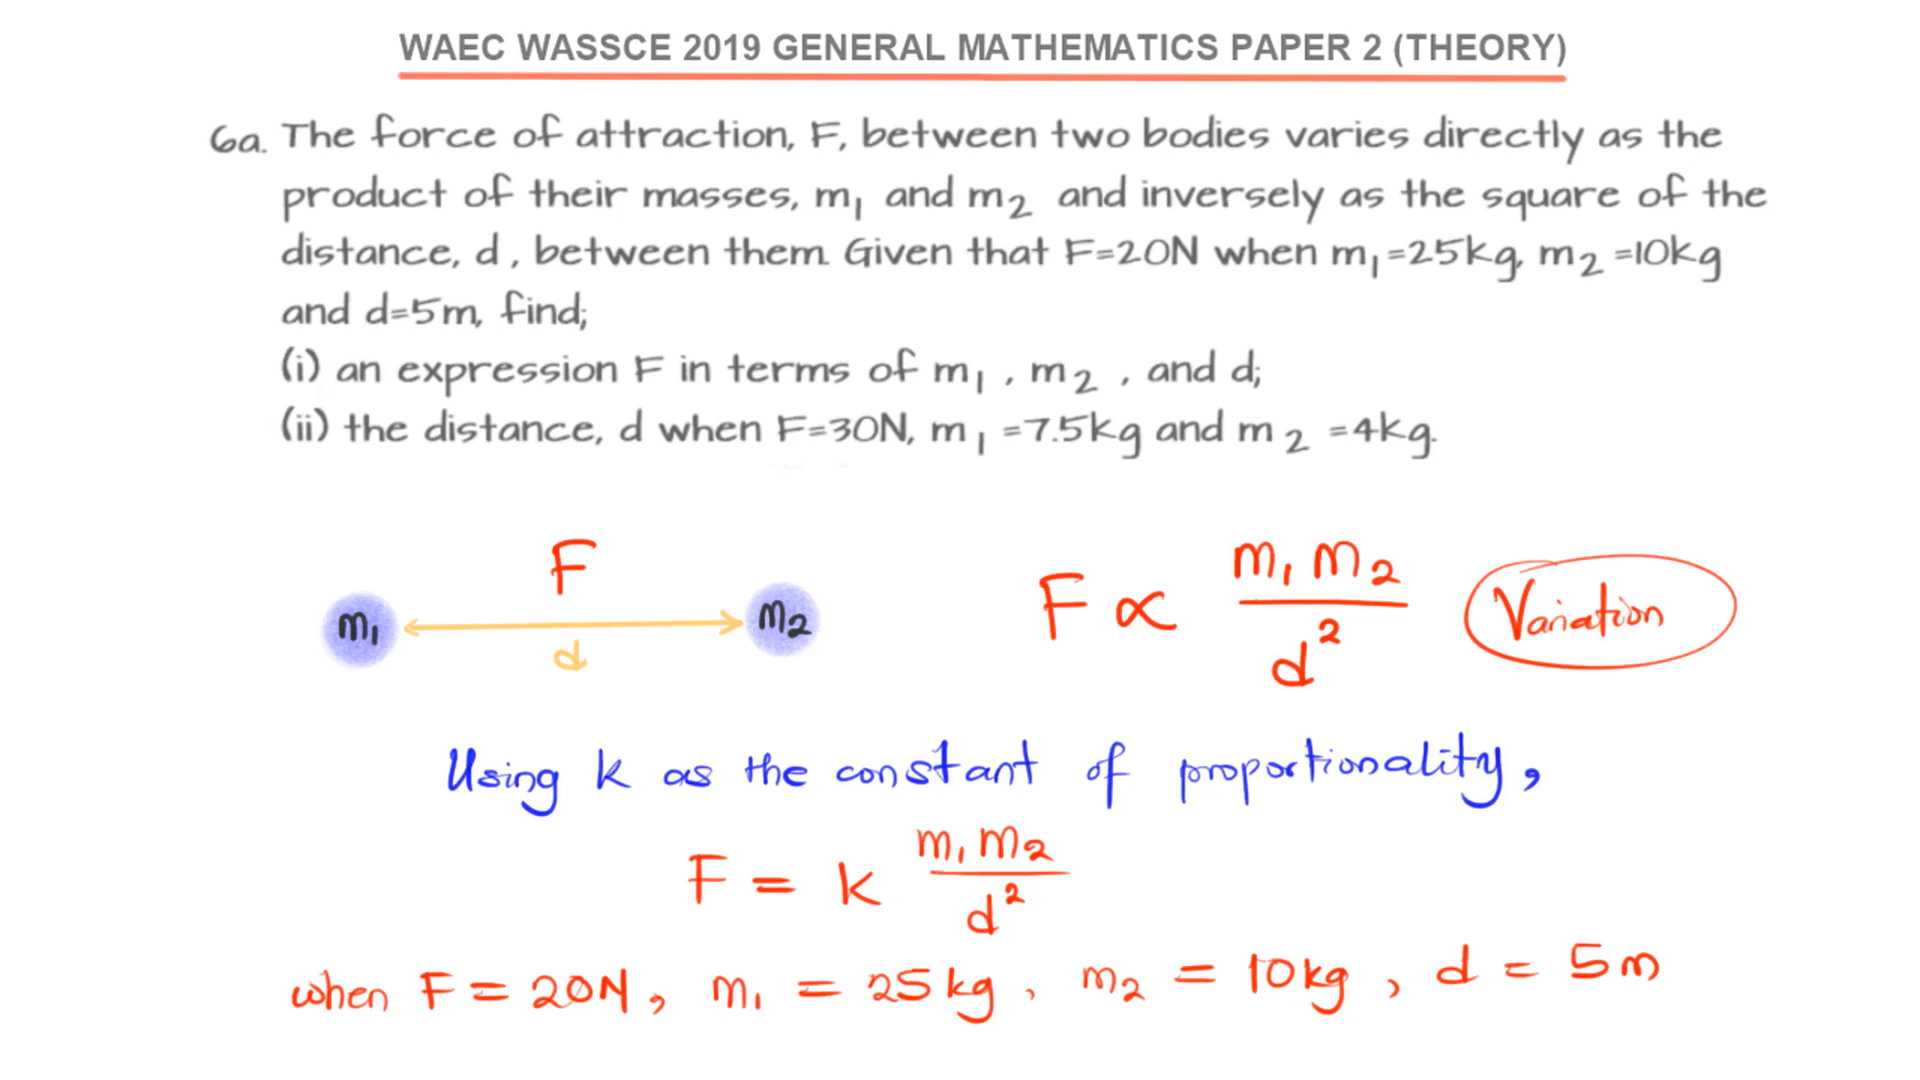 WAEC WASSCE 2019 GENERAL MATHEMATICS PAPER 2 (THEORY)
6a. The force of attraction, F, between two bodies varies directly as the
product of their masses, m₁ and m₂ and inversely as the square of the
distance, d , between them. Given that F=20N when m₁=25kg, m₂=10kg
and d=5m, find;
(i) an expression F in terms of m₁ , m₂ , and d;
(ii) the distance, d when F=30N, m₁ =7.5kg and m₂ =4kg.
F
m₁ m₂
d
F ∝ m₁ m₂ / d² Variation
Using k as the constant of proportionality,
F = k m₁ m₂ / d²
when F = 20N, m₁ = 25kg, m₂ = 10kg, d = 5m